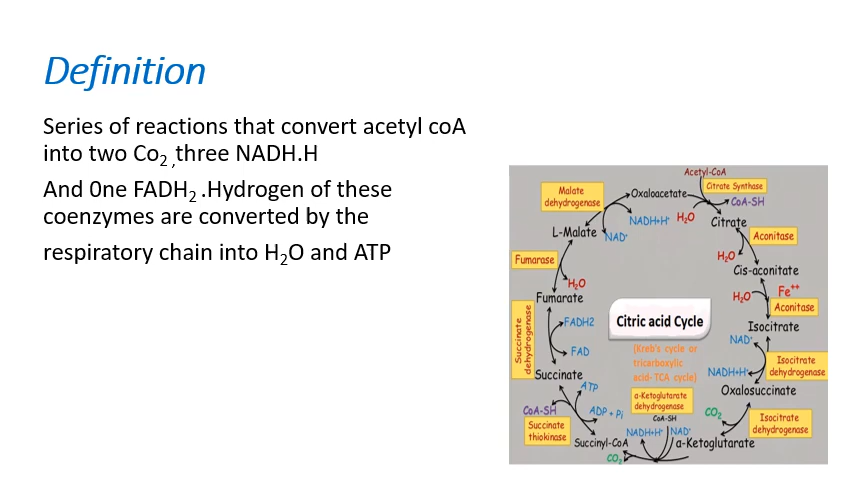 Definition
Series of reactions that convert acetyl coA
into two Co2 ,three NADH.H
And 0ne FADH2 .Hydrogen of these
coenzymes are converted by the
respiratory chain into H2O and ATP
Acetyl-CoA
Malate
dehydrogenase
Oxaloacetate
Citrate Synthase
CoA-SH
NADH+H⁺
H2O
Citrate
L-Malate
NAD⁺
Aconitase
H2O
Fumarase
Cis-aconitate
H2O
H2O
Fe⁺⁺
Fumarate
Aconitase
Succinate
dehydrogenase
FADH2
Citric acid Cycle
Isocitrate
NAD⁺
FAD
(Kreb's cycle or
tricarboxylic
acid- TCA cycle)
Isocitrate
dehydrogenase
NADH+H⁺
Succinate
ATP
Oxalosuccinate
α-Ketoglutarate
dehydrogenase
CoA-SH
CoA-SH
ADP + Pi
CO2
Isocitrate
dehydrogenase
Succinate
thiokinase
NADH+H⁺
NAD⁺
Succinyl-CoA
α-Ketoglutarate
CO2